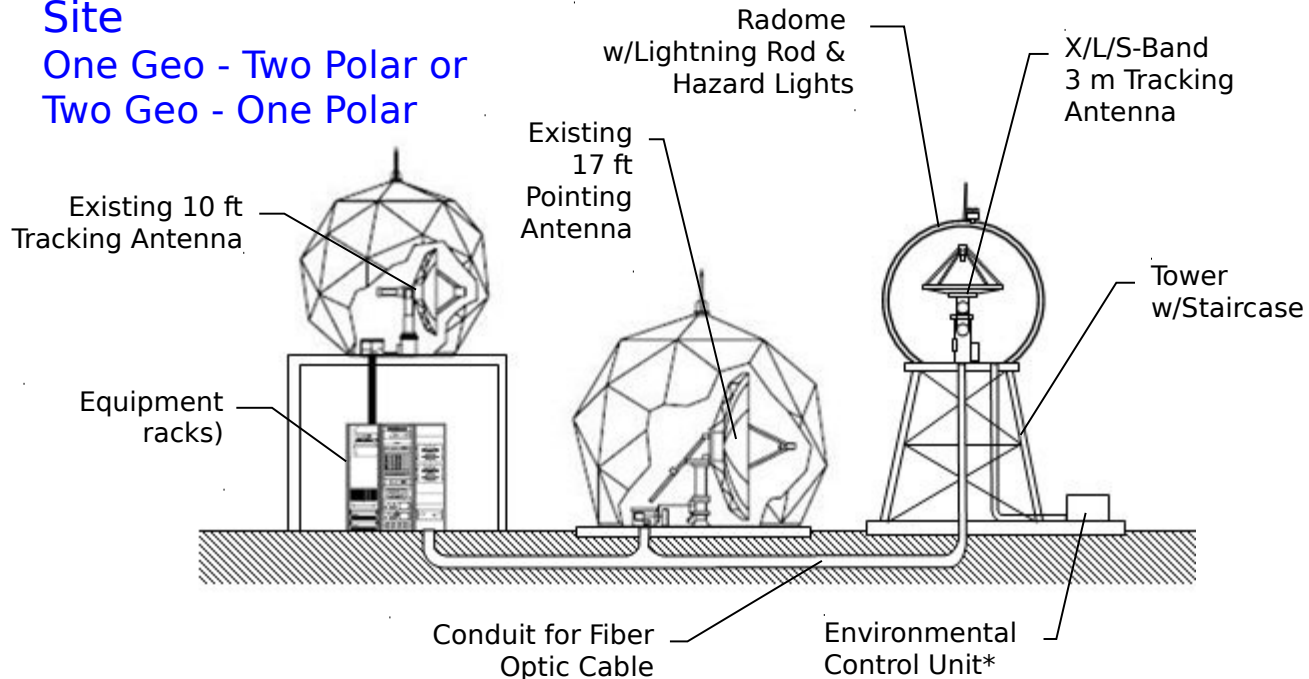 Site
One Geo - Two Polar or
Two Geo - One Polar
Radome
w/Lightning Rod &
Hazard Lights
X/L/S-Band
3 m Tracking
Antenna
Existing
17 ft
Pointing
Antenna
Existing 10 ft
Tracking Antenna
Tower
w/Staircase
Equipment
racks)
Conduit for Fiber
Optic Cable
Environmental
Control Unit*